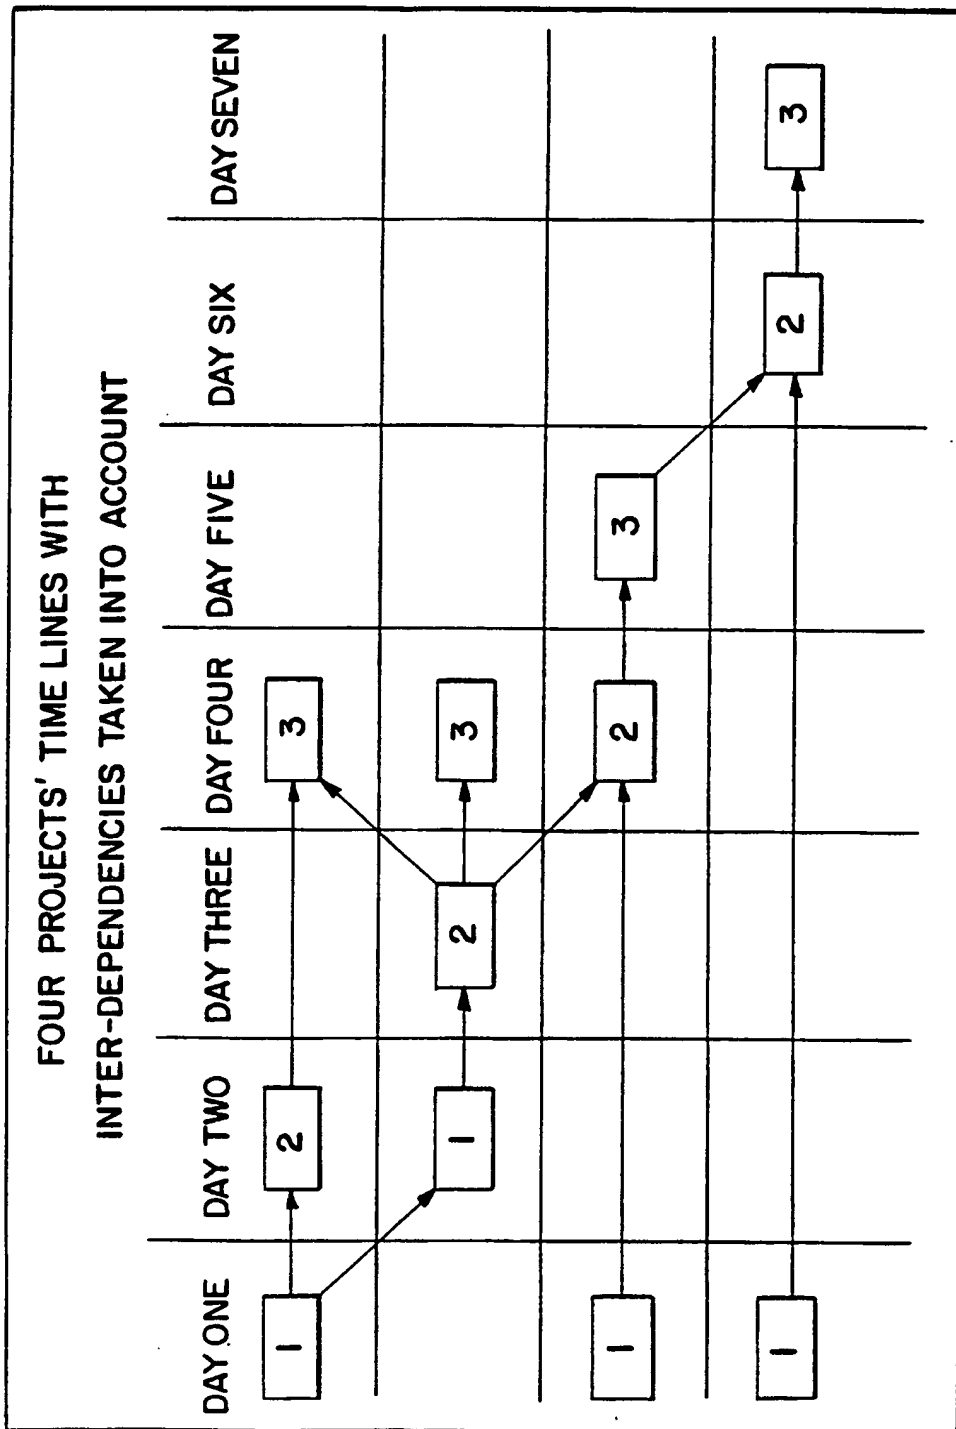 FOUR PROJECTS' TIME LINES WITH
INTER-DEPENDENCIES TAKEN INTO ACCOUNT
DAY ONE DAY TWO DAY THREE DAY FOUR DAY FIVE DAY SIX DAY SEVEN
1 2 3
1 2 3
1 2 3
1 2 3